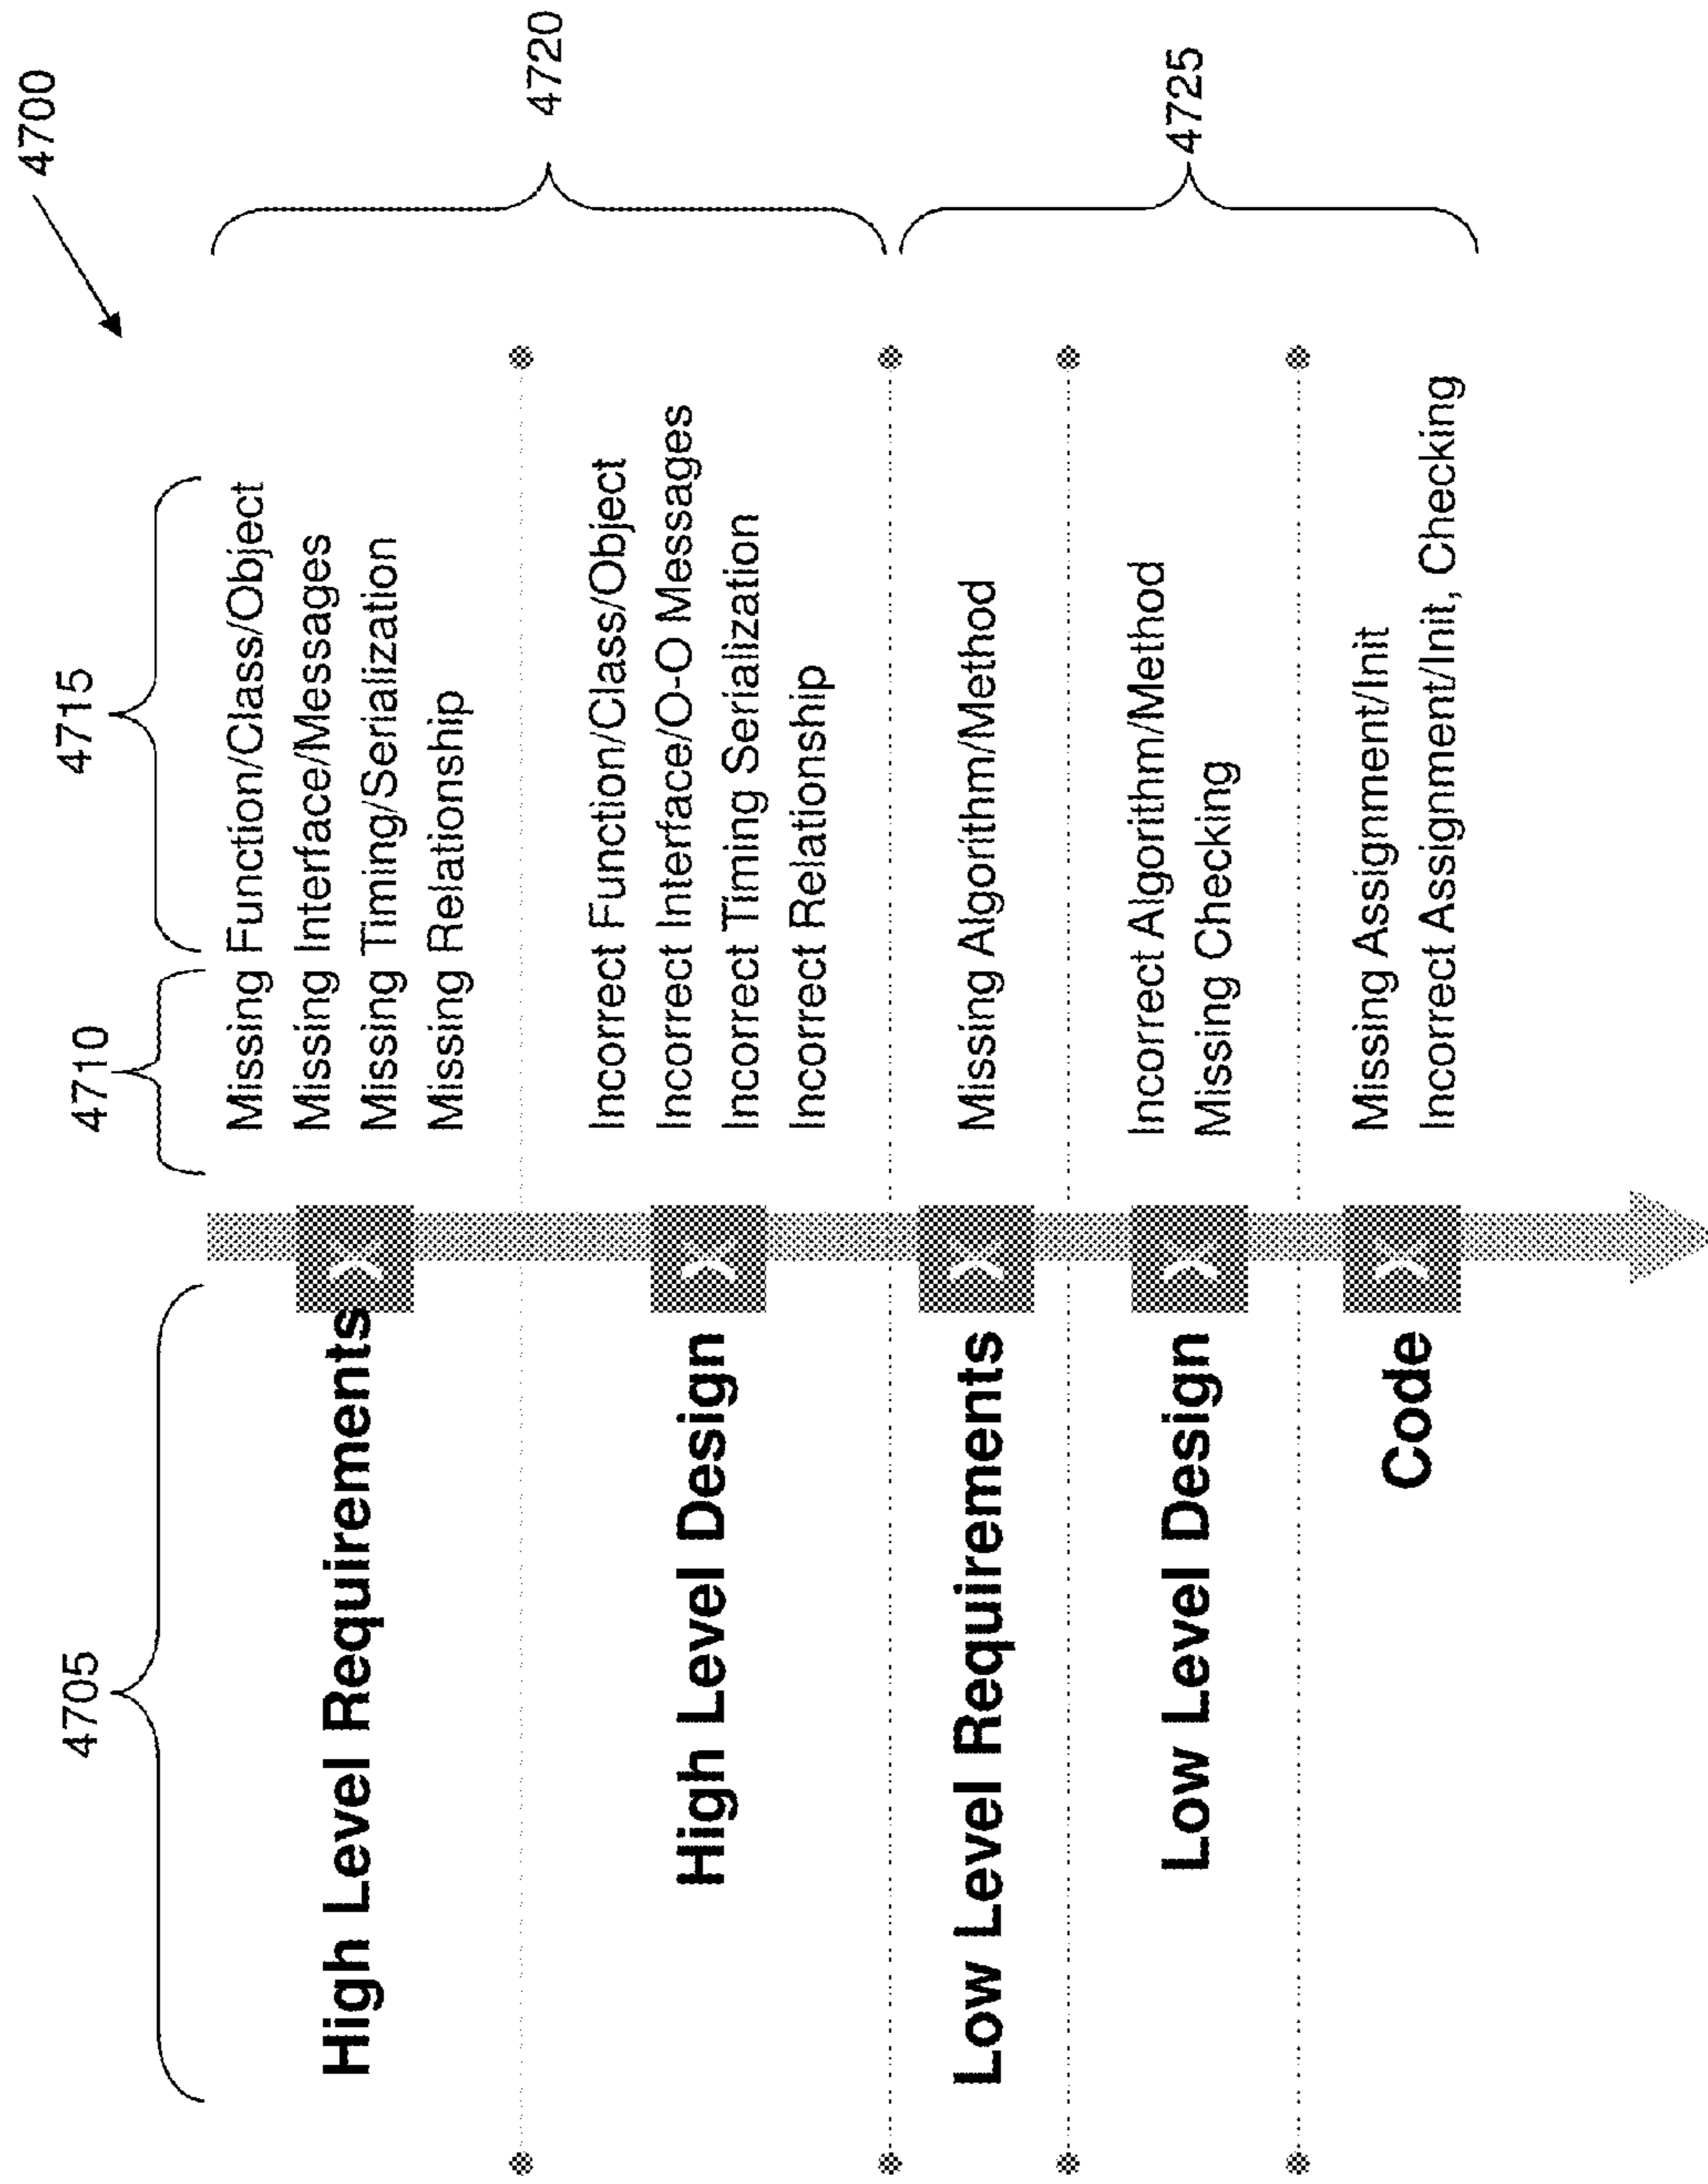 4700
4705
4710
4715
High Level Requirements
Missing Function/Class/Object
Missing Interface/Messages
Missing Timing/Serialization
Missing Relationship
4720
High Level Design
Incorrect Function/Class/Object
Incorrect Interface/O-O Messages
Incorrect Timing Serialization
Incorrect Relationship
Low Level Requirements
Missing Algorithm/Method
4725
Low Level Design
Incorrect Algorithm/Method
Missing Checking
Code
Missing Assignment/Init
Incorrect Assignment/Init, Checking